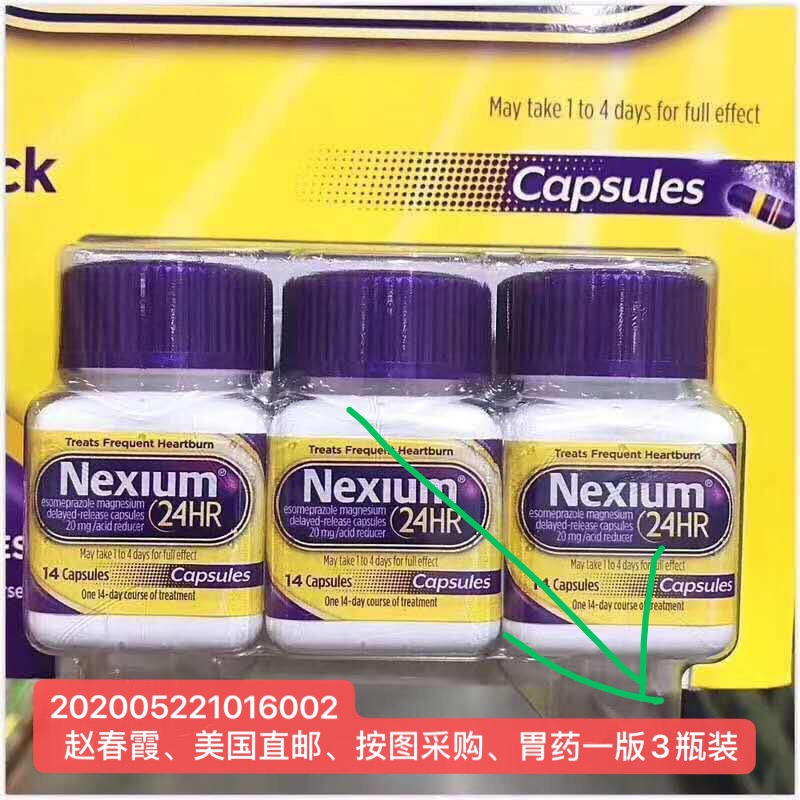 May take 1 to 4 days for full effect
ck
Capsules
Treats Frequent Heartburn
Nexium®
esomeprazole magnesium
delayed-release capsules
20 mg/acid reducer
24HR
May take 1 to 4 days for full effect
14 Capsules
Capsules
One 14-day course of treatment
Treats Frequent Heartburn
Nexium®
esomeprazole magnesium
delayed-release capsules
20 mg/acid reducer
24HR
May take 1 to 4 days for full effect
14 Capsules
Capsules
One 14-day course of treatment
Treats Frequent Heartburn
Nexium®
esomeprazole magnesium
delayed-release capsules
20 mg/acid reducer
24HR
May take 1 to 4 days for full effect
14 Capsules
Capsules
One 14-day course of treatment
202005221016002
赵春霞、美国直邮、按图采购、胃药一版3瓶装